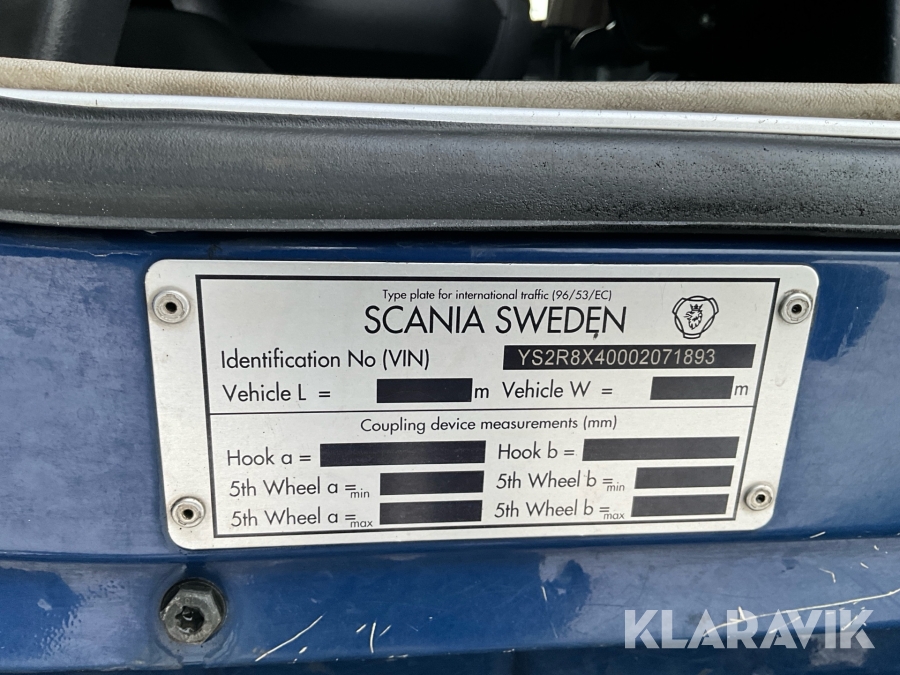 Type plate for international traffic (96/53/EC)
SCANIA SWEDEN
Identification No (VIN) YS2R8X40002071893
Vehicle L = m Vehicle W = m
Coupling device measurements (mm)
Hook a = Hook b =
5th Wheel a =min 5th Wheel b =min
5th Wheel a =max 5th Wheel b =max
KLARAVIK